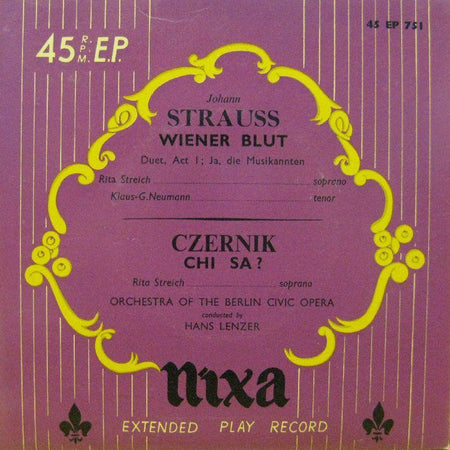 45 R.P.M. E.P.
45 EP 751
Johann
STRAUSS
WIENER BLUT
Duet, Act 1; Ja, die Musikannten
Rita Streich soprano
Klaus-G.Neumann tenor
CZERNIK
CHI SA?
Rita Streich soprano
ORCHESTRA OF THE BERLIN CIVIC OPERA
conducted by
HANS LENZER
nixa
EXTENDED PLAY RECORD